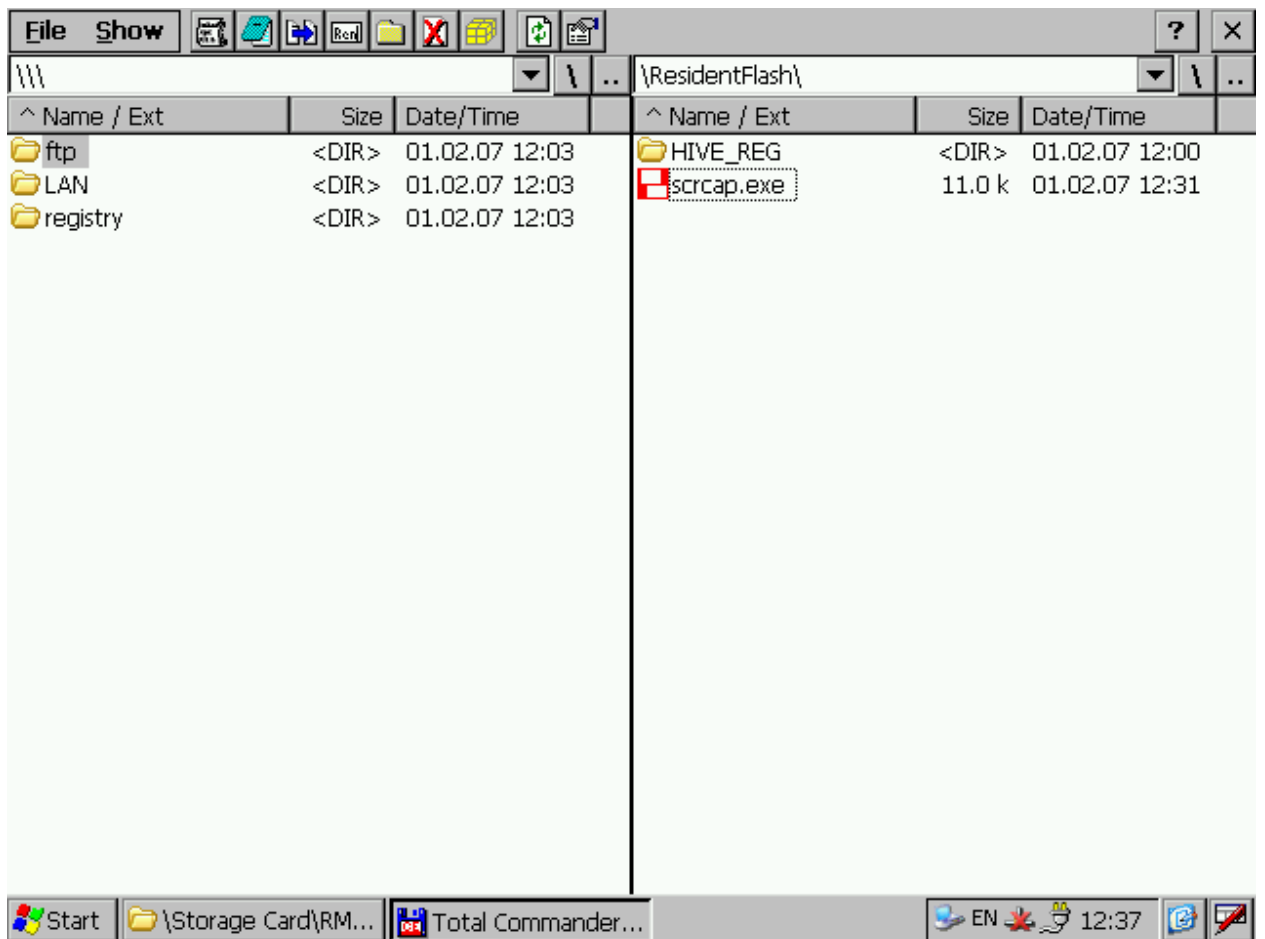 File Show Ren ? ×
\\\ \ .. \ResidentFlash\ \ ..
^ Name / Ext Size Date/Time ^ Name / Ext Size Date/Time
ftp <DIR> 01.02.07 12:03 HIVE_REG <DIR> 01.02.07 12:00
LAN <DIR> 01.02.07 12:03 scrcap.exe 11.0 k 01.02.07 12:31
registry <DIR> 01.02.07 12:03
Start \Storage Card\RM... Total Commander... EN 12:37